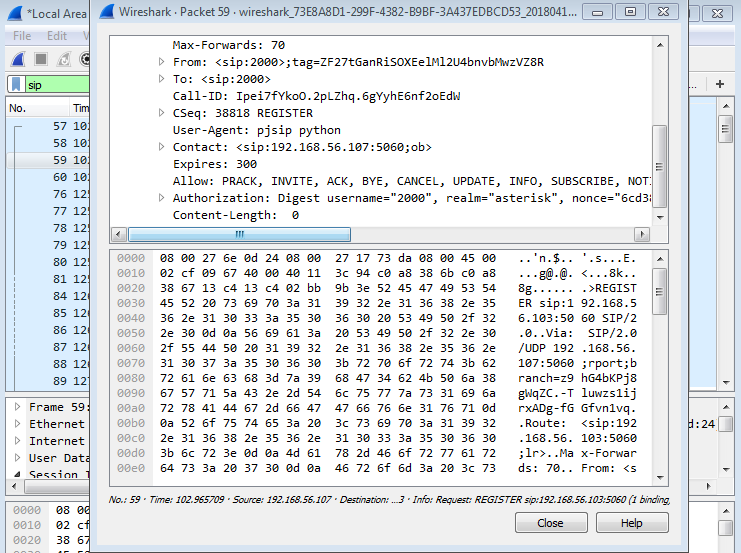 *Local Area
Wireshark · Packet 59 · wireshark_73E8A8D1-299F-4382-B9BF-3A437EDBCD53_2018041...
File Edit
sip
No.
57 102
58 102
59 102
60 102
76 125
77 125
78 125
79 125
80 125
81 125
84 126
85 126
86 126
87 126
88 126
89 127
Max-Forwards: 70
From: <sip:2000>;tag=ZF27tGanRiSOXEelMl2U4bnvbMwzVZ8R
To: <sip:2000>
Call-ID: Ipei7fYkoO.2pLZhq.6gYyhE6nf2oEdW
CSeq: 38818 REGISTER
User-Agent: pjsip python
Contact: <sip:192.168.56.107:5060;ob>
Expires: 300
Allow: PRACK, INVITE, ACK, BYE, CANCEL, UPDATE, INFO, SUBSCRIBE, NOTI
Authorization: Digest username="2000", realm="asterisk", nonce="6cd38
Content-Length:  0
0000 08 00 27 6e 0d 24 08 00 27 17 73 da 08 00 45 00 ..'n.$.. '.s...E.
0010 02 cf 09 67 40 00 40 11 3c 94 c0 a8 38 6b c0 a8 ...g@.@. <...8k..
0020 38 67 13 c4 13 c4 02 bb 9b 3e 52 45 47 49 53 54 8g...... .>REGIST
0030 45 52 20 73 69 70 3a 31 39 32 2e 31 36 38 2e 35 ER sip:1 92.168.5
0040 36 2e 31 30 33 3a 35 30 36 30 20 53 49 50 2f 32 6.103:50 60 SIP/2
0050 2e 30 0d 0a 56 69 61 3a 20 53 49 50 2f 32 2e 30 .0..Via: SIP/2.0
0060 2f 55 44 50 20 31 39 32 2e 31 36 38 2e 35 36 2e /UDP 192 .168.56.
0070 31 30 37 3a 35 30 36 30 3b 72 70 6f 72 74 3b 62 107:5060 ;rport;b
0080 72 61 6e 63 68 3d 7a 39 68 47 34 62 4b 50 6a 38 ranch=z9 hG4bKPj8
0090 67 57 71 5a 43 2e 2d 54 6c 75 77 7a 73 31 69 6a gWqZC.-T luwzs1ij
00a0 72 78 41 44 67 2d 66 47 47 66 76 6e 31 76 71 0d rxADg-fG Gfvn1vq.
00b0 0a 52 6f 75 74 65 3a 20 3c 73 69 70 3a 31 39 32 .Route: <sip:192
00c0 2e 31 36 38 2e 35 36 2e 31 30 33 3a 35 30 36 30 .168.56. 103:5060
00d0 3b 6c 72 3e 0d 0a 4d 61 78 2d 46 6f 72 77 61 72 ;lr>..Ma x-Forwar
00e0 64 73 3a 20 37 30 0d 0a 46 72 6f 6d 3a 20 3c 73 ds: 70.. From: <s
Frame 59:
Ethernet
Internet
User Data
Session I
d:24
No.: 59 · Time: 102.965709 · Source: 192.168.56.107 · Destination: ...3 · Info: Request: REGISTER sip:192.168.56.103:5060 (1 binding,
Close Help
0000 08 00
0010 02 cf
0020 38 67